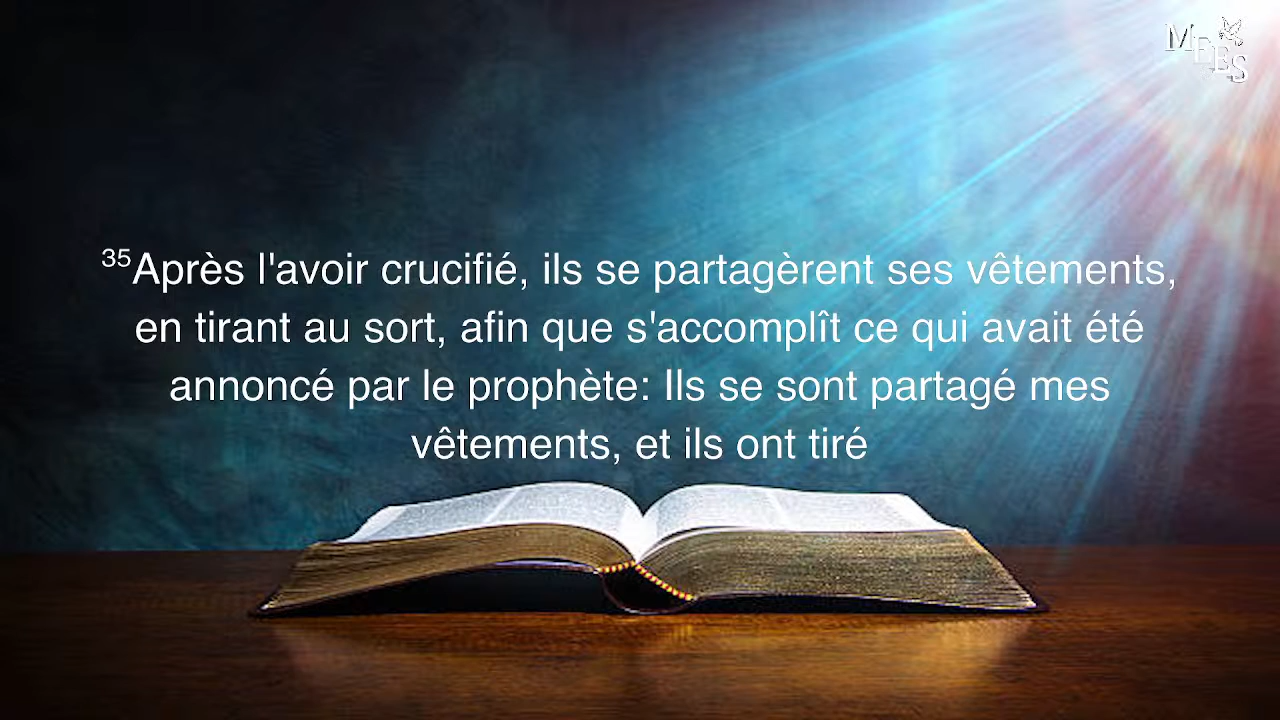 MEBS
35Après l'avoir crucifié, ils se partagèrent ses vêtements,
en tirant au sort, afin que s'accomplît ce qui avait été
annoncé par le prophète: Ils se sont partagé mes
vêtements, et ils ont tiré